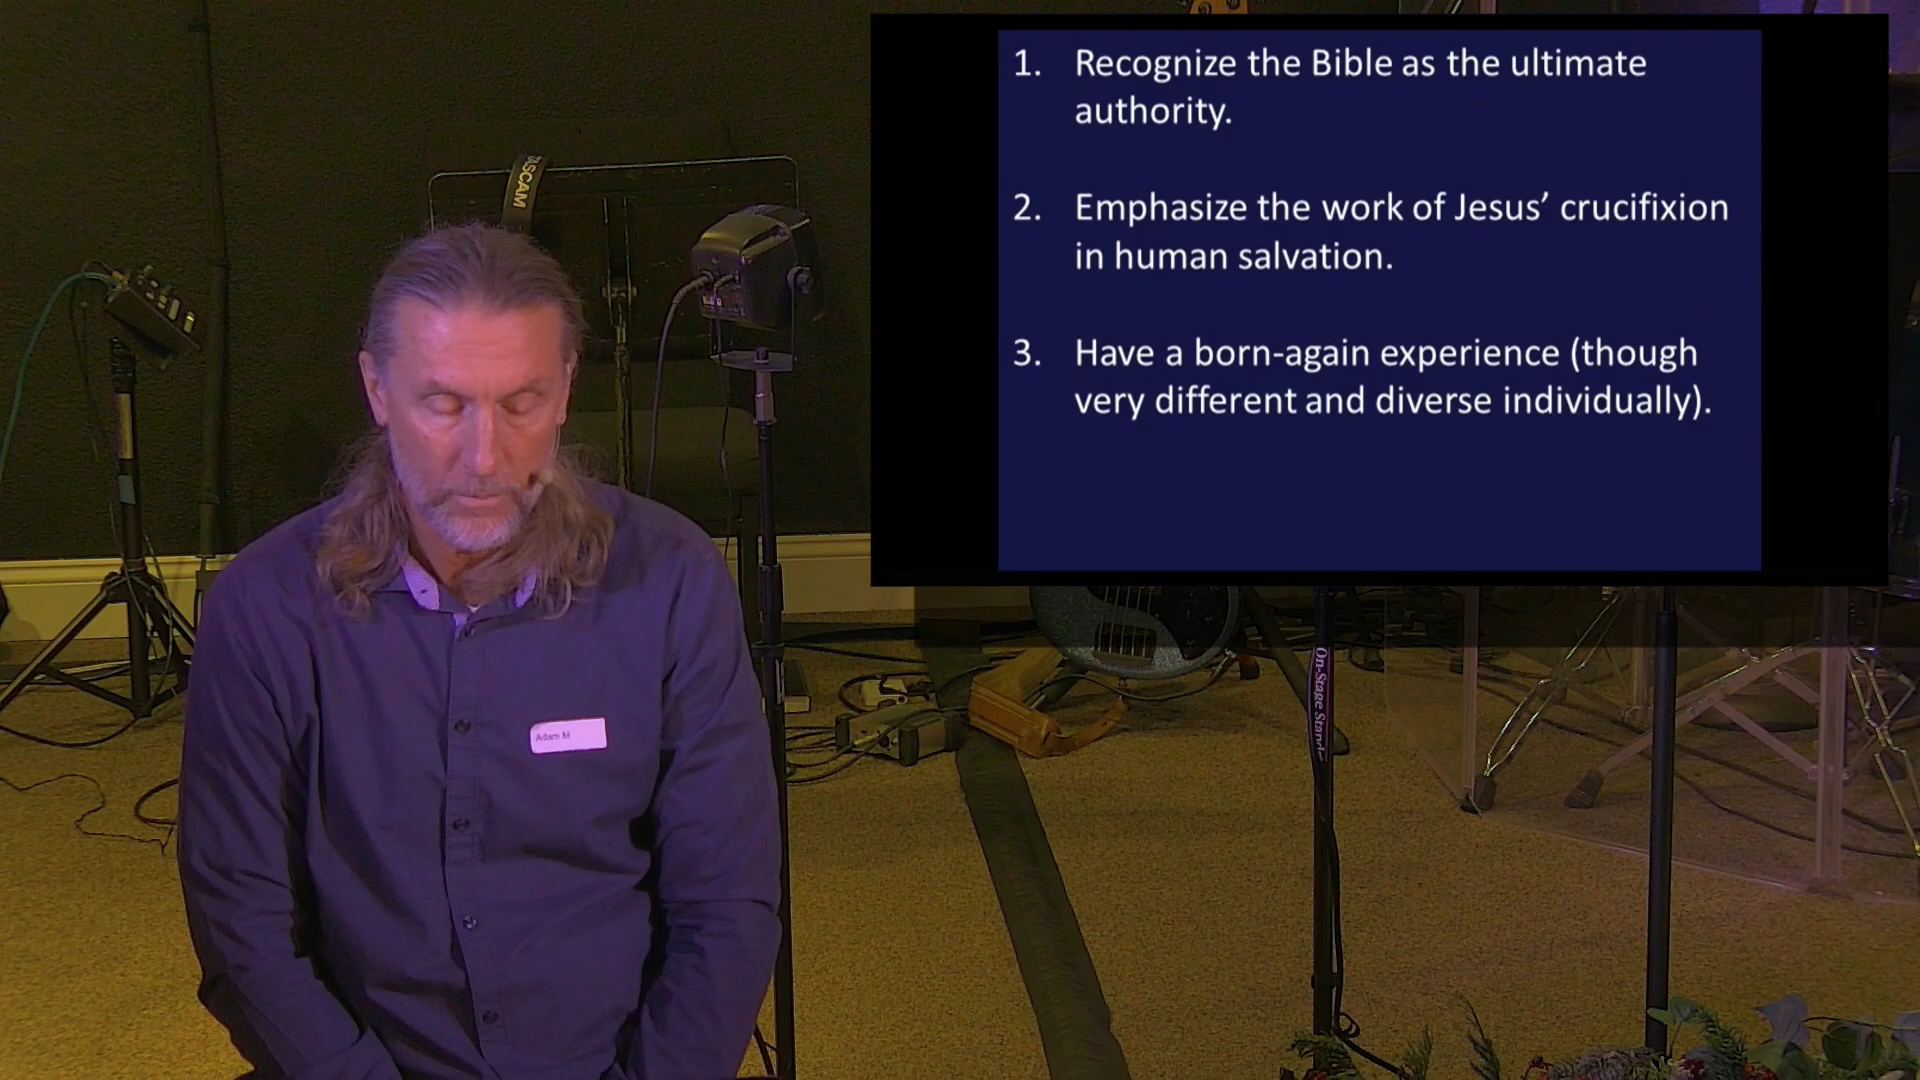 1. Recognize the Bible as the ultimate
authority.
2. Emphasize the work of Jesus’ crucifixion
in human salvation.
3. Have a born-again experience (though
very different and diverse individually).
TASCAM
Adam M
On-Stage Stands